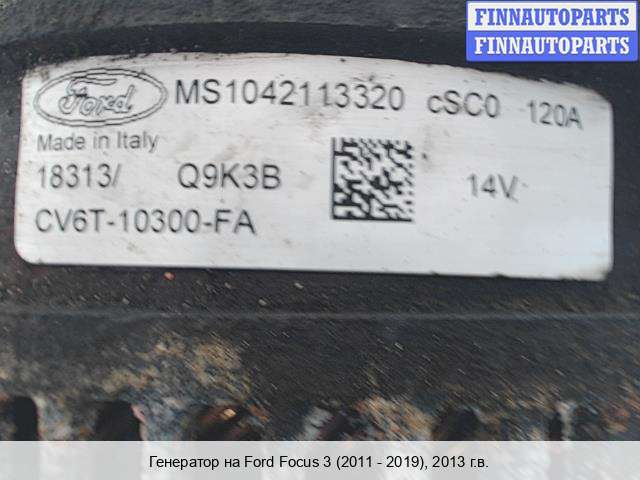 FINNAUTOPARTS
FINNAUTOPARTS
Ford MS1042113320 cSC0 120A
Made in Italy
18313/ Q9K3B 14V
CV6T-10300-FA
Генератор на Ford Focus 3 (2011 - 2019), 2013 г.в.